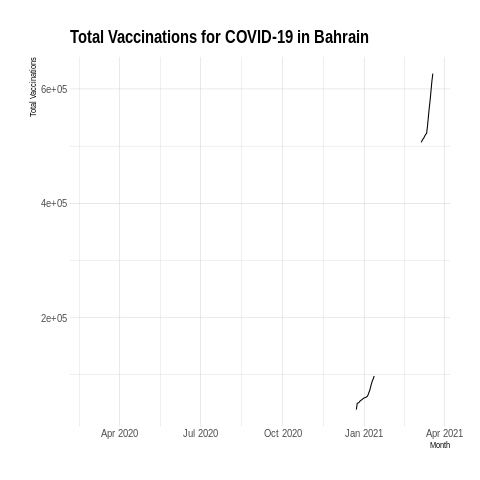 Total Vaccinations for COVID-19 in Bahrain
Total Vaccinations
6e+05
4e+05
2e+05
Apr 2020 Jul 2020 Oct 2020 Jan 2021 Apr 2021
Month